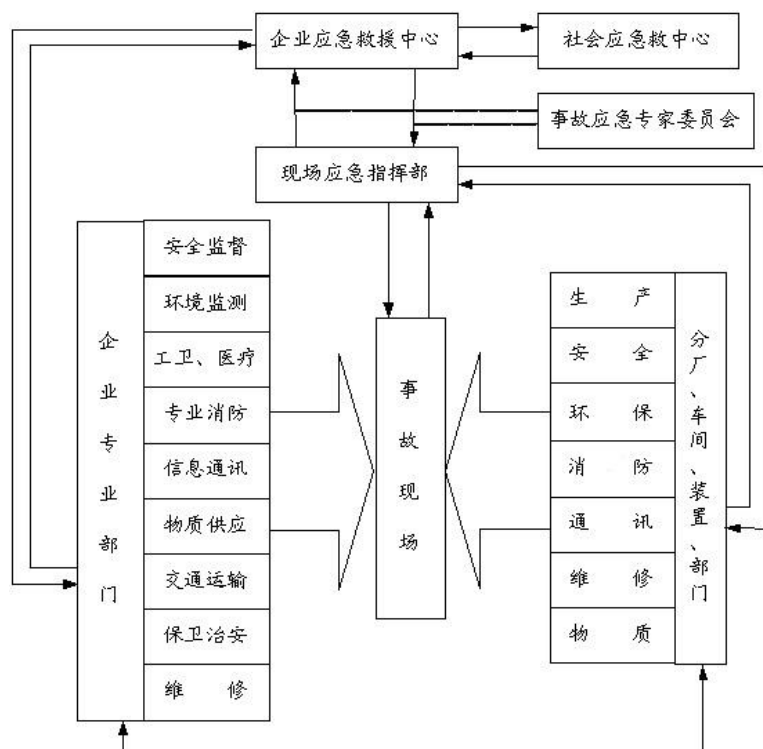 企业应急救援中心
社会应急救中心
事故应急专家委员会
现场应急指挥部
企业专业部门
安全监督
环境监测
工卫、医疗
专业消防
信息通讯
物质供应
交通运输
保卫治安
维 修
事故现场
生 产
安 全
环 保
消 防
通 讯
维 修
物 质
分厂、车间、装置、部门